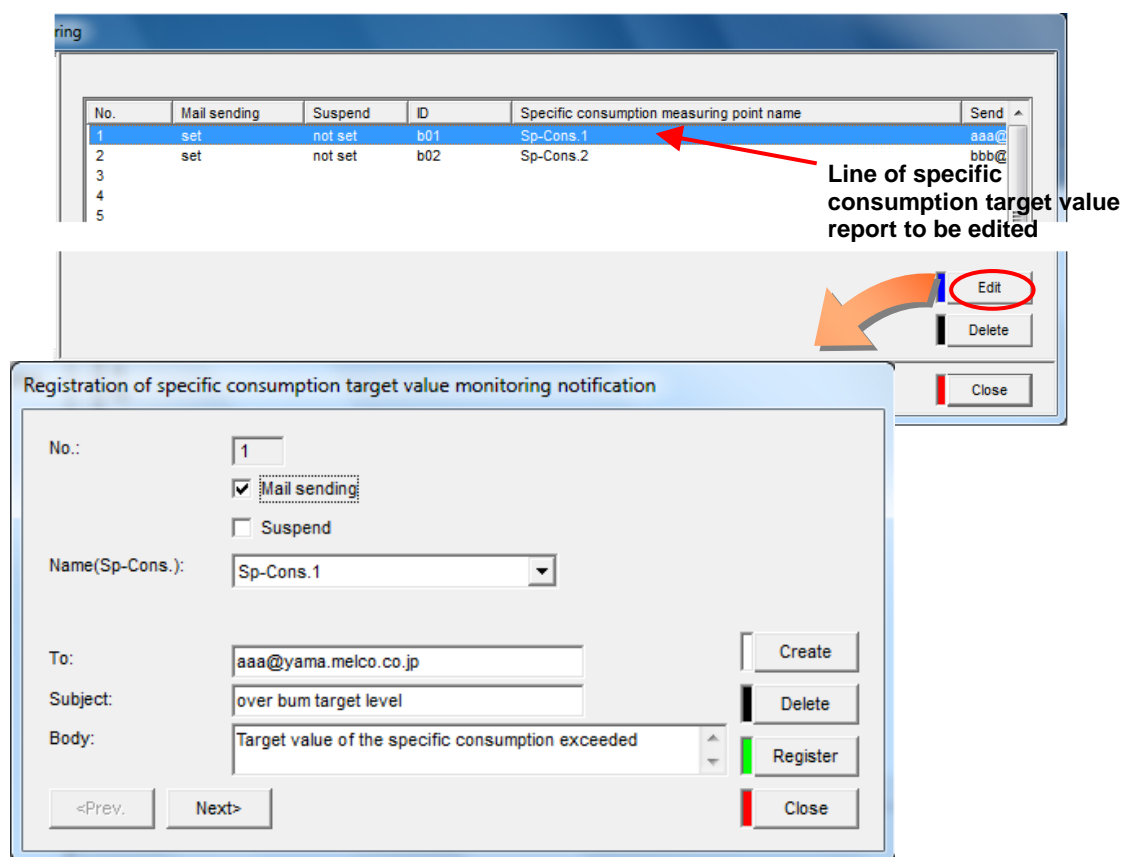 ring
No. Mail sending Suspend ID Specific consumption measuring point name Send
1 set not set b01 Sp-Cons.1 aaa@
2 set not set b02 Sp-Cons.2 bbb@
3
4
5
Line of specific
consumption target value
report to be edited
Edit
Delete
Close
Registration of specific consumption target value monitoring notification
No.: 1
Mail sending
Suspend
Name(Sp-Cons.): Sp-Cons.1
To: aaa@yama.melco.co.jp
Subject: over bum target level
Body: Target value of the specific consumption exceeded
Create
Delete
Register
<Prev. Next> Close